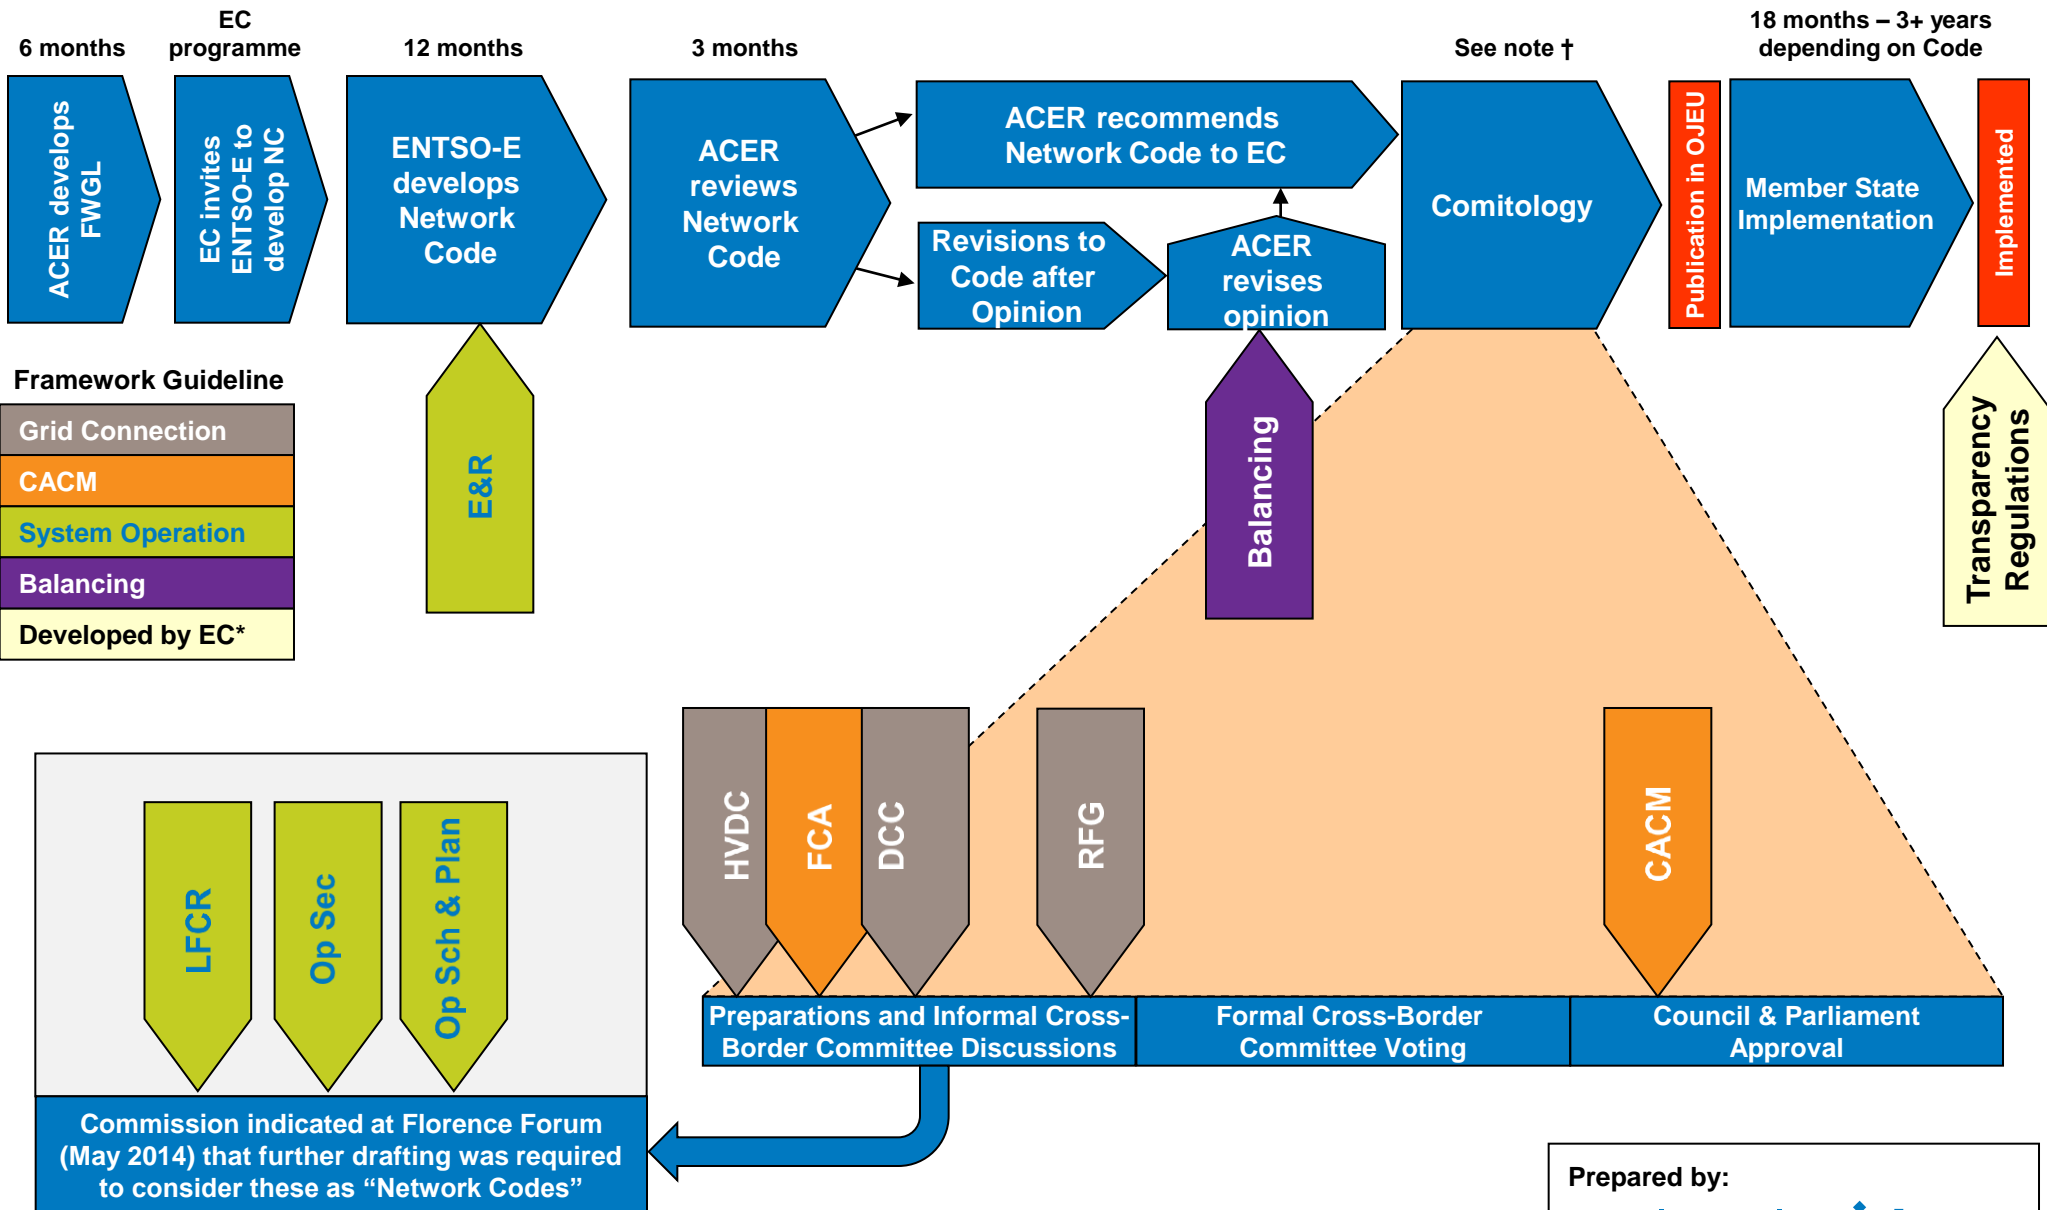 6 months
EC
programme
12 months
3 months
See note †
18 months – 3+ years
depending on Code
ACER develops
FWGL
EC invites
ENTSO-E to
develop NC
ENTSO-E
develops
Network
Code
ACER
reviews
Network
Code
ACER recommends
Network Code to EC
Revisions to
Code after
Opinion
ACER
revises
opinion
Comitology
Publication in OJEU
Member State
Implementation
Implemented
Framework Guideline
Grid Connection
CACM
System Operation
Balancing
Developed by EC*
E&R
Balancing
Transparency
Regulations
HVDC
FCA
DCC
RFG
CACM
LFCR
Op Sec
Op Sch & Plan
Preparations and Informal Cross-
Border Committee Discussions
Formal Cross-Border
Committee Voting
Council & Parliament
Approval
Commission indicated at Florence Forum
(May 2014) that further drafting was required
to consider these as “Network Codes”
Prepared by: